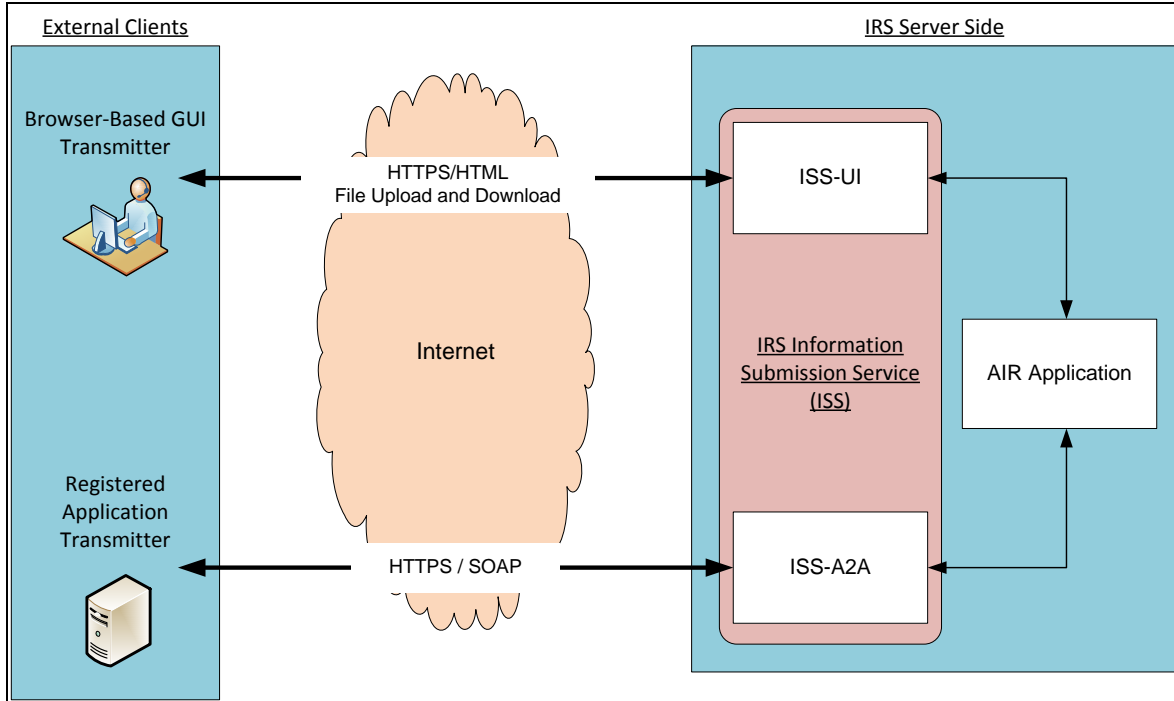 External Clients
IRS Server Side
Browser-Based GUI
Transmitter
HTTPS/HTML
File Upload and Download
ISS-UI
Internet
IRS Information
Submission Service
(ISS)
AIR Application
Registered
Application
Transmitter
HTTPS / SOAP
ISS-A2A